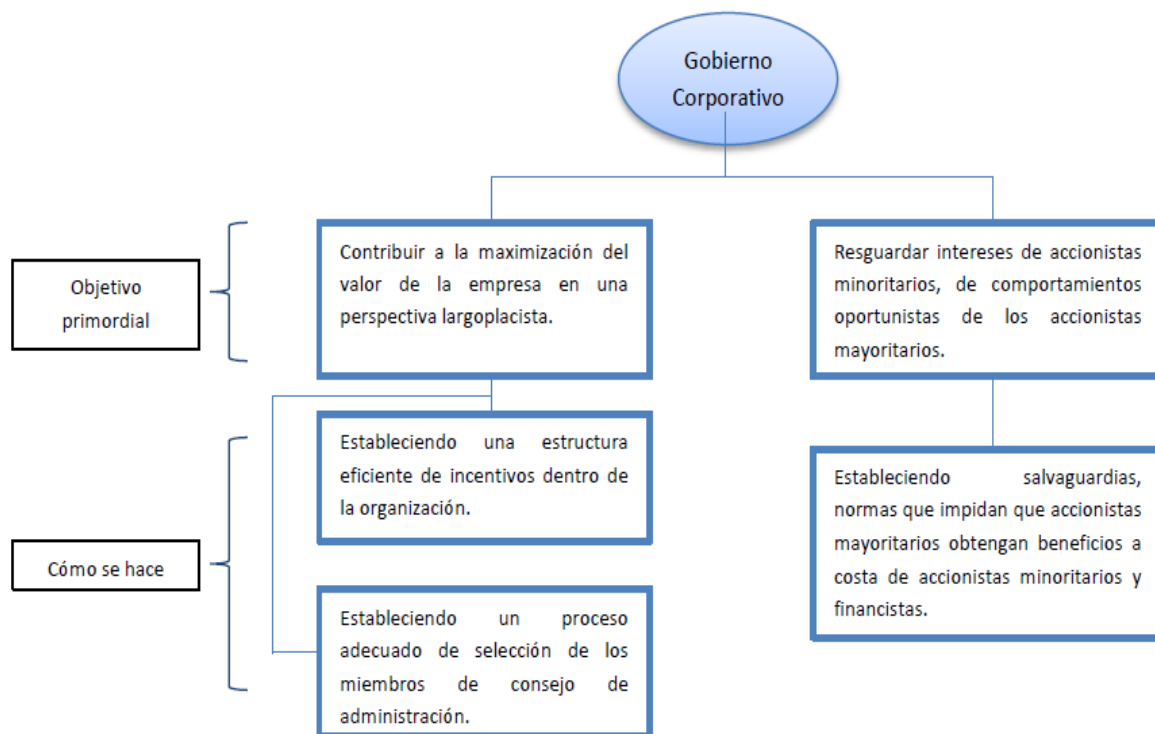 Gobierno
Corporativo
Objetivo
primordial
Contribuir a la maximización del
valor de la empresa en una
perspectiva largoplacista.
Resguardar intereses de accionistas
minoritarios, de comportamientos
oportunistas de los accionistas
mayoritarios.
Cómo se hace
Estableciendo una estructura
eficiente de incentivos dentro de
la organización.
Estableciendo un proceso
adecuado de selección de los
miembros de consejo de
administración.
Estableciendo salvaguardias,
normas que impidan que accionistas
mayoritarios obtengan beneficios a
costa de accionistas minoritarios y
financistas.